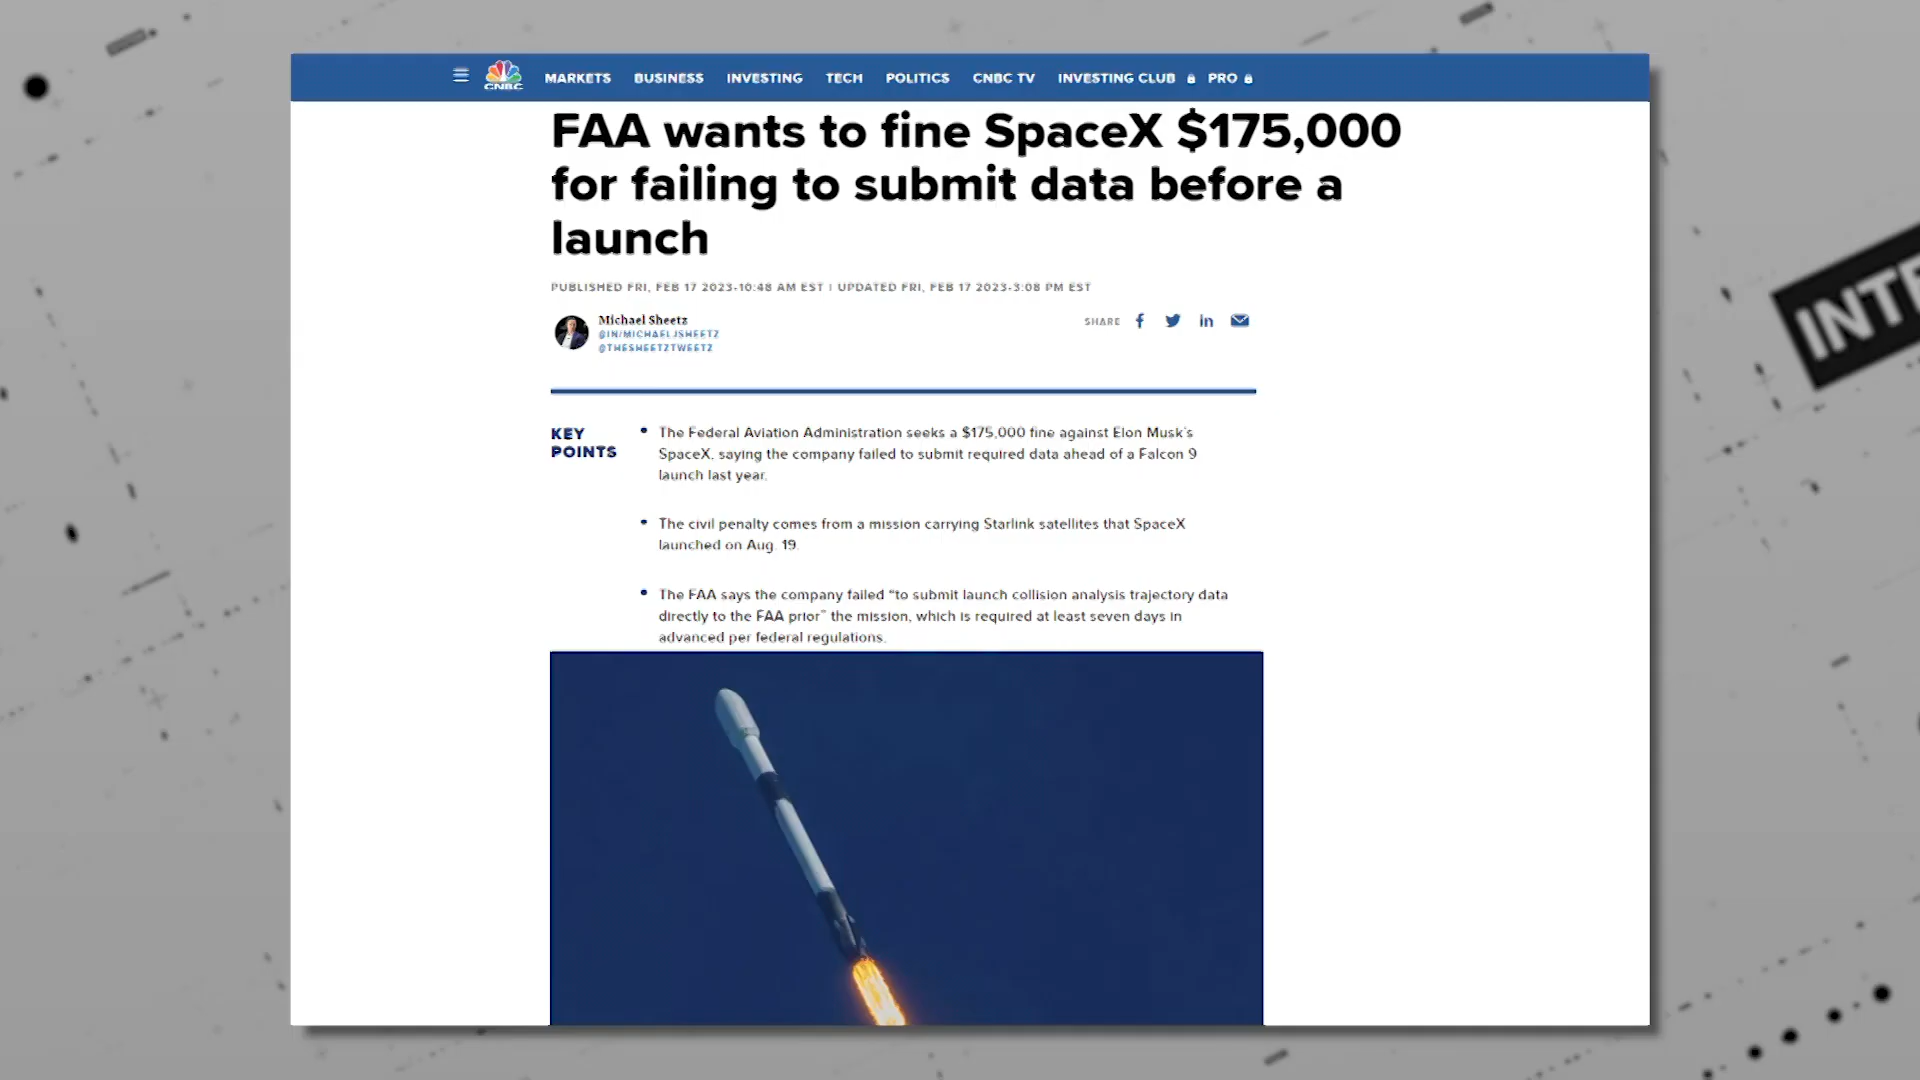 CNBC MARKETS BUSINESS INVESTING TECH POLITICS CNBC TV INVESTING CLUB PRO
FAA wants to fine SpaceX $175,000
for failing to submit data before a
launch
PUBLISHED FRI, FEB 17 2023-10:48 AM EST | UPDATED FRI, FEB 17 2023-3:08 PM EST
Michael Sheetz
@IN/MICHAELJSHEETZ
@THESHEETZTWEETZ
SHARE
KEY
POINTS
The Federal Aviation Administration seeks a $175,000 fine against Elon Musk's
SpaceX, saying the company failed to submit required data ahead of a Falcon 9
launch last year.
The civil penalty comes from a mission carrying Starlink satellites that SpaceX
launched on Aug. 19.
The FAA says the company failed “to submit launch collision analysis trajectory data
directly to the FAA prior” the mission, which is required at least seven days in
advanced per federal regulations.